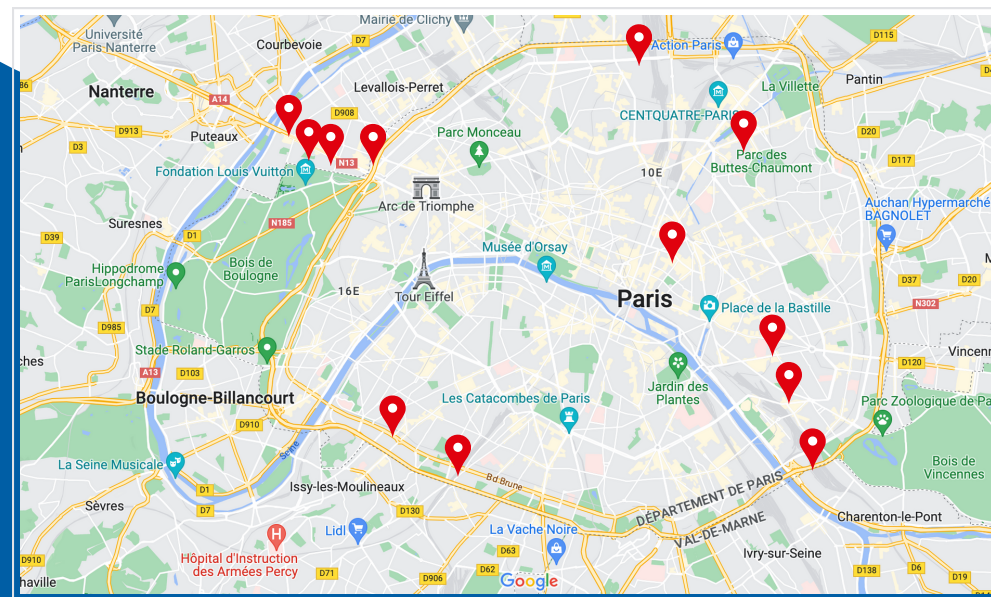 Mairie de Clichy
Université
Paris Nanterre
Courbevoie
D7
Action Paris
D115
86
Nanterre
A14
Levallois-Perret
La Villette
Pantin
D4
D908
CENTQUATRE-PARIS
D913
D3
Puteaux
Parc Monceau
D20
N13
Parc des
Buttes-Chaumont
D117
Fondation Louis Vuitton
10E
Arc de Triomphe
Auchan Hypermarché
BAGNOLET
Suresnes
N185
D39
D1
Musée d'Orsay
Hippodrome
ParisLongchamp
Bois de
Boulogne
16E
Tour Eiffel
Paris
D37
D20
N302
D7
Place de la Bastille
D985
Stade Roland-Garros
Vincenn
ches
D120
A13
D103
Jardin des
Plantes
Boulogne-Billancourt
Les Catacombes de Paris
Parc Zoologique de Pa
D910
Seine
La Seine Musicale
Bd Brune
Bois de
Vincennes
D1
Issy-les-Moulineaux
DÉPARTEMENT DE PARIS
Sèvres
D7
D130
VAL-DE-MARNE
Charenton-le-Pont
Lidl
La Vache Noire
Hôpital d'Instruction
des Armées Percy
D63
Ivry-sur-Seine
D910
D71
D62
D138
D6
D19
haville
D906
Google